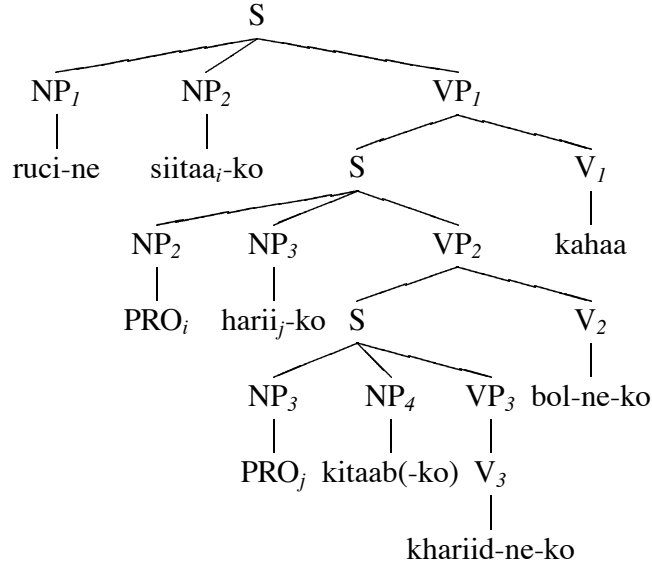 S
NP1 NP2 VP1
ruci-ne siitaai-ko S V1
NP2 NP3 VP2 kahaa
PROi hariij-ko S V2
NP3 NP4 VP3 bol-ne-ko
PROj kitaab(-ko) V3
khariid-ne-ko